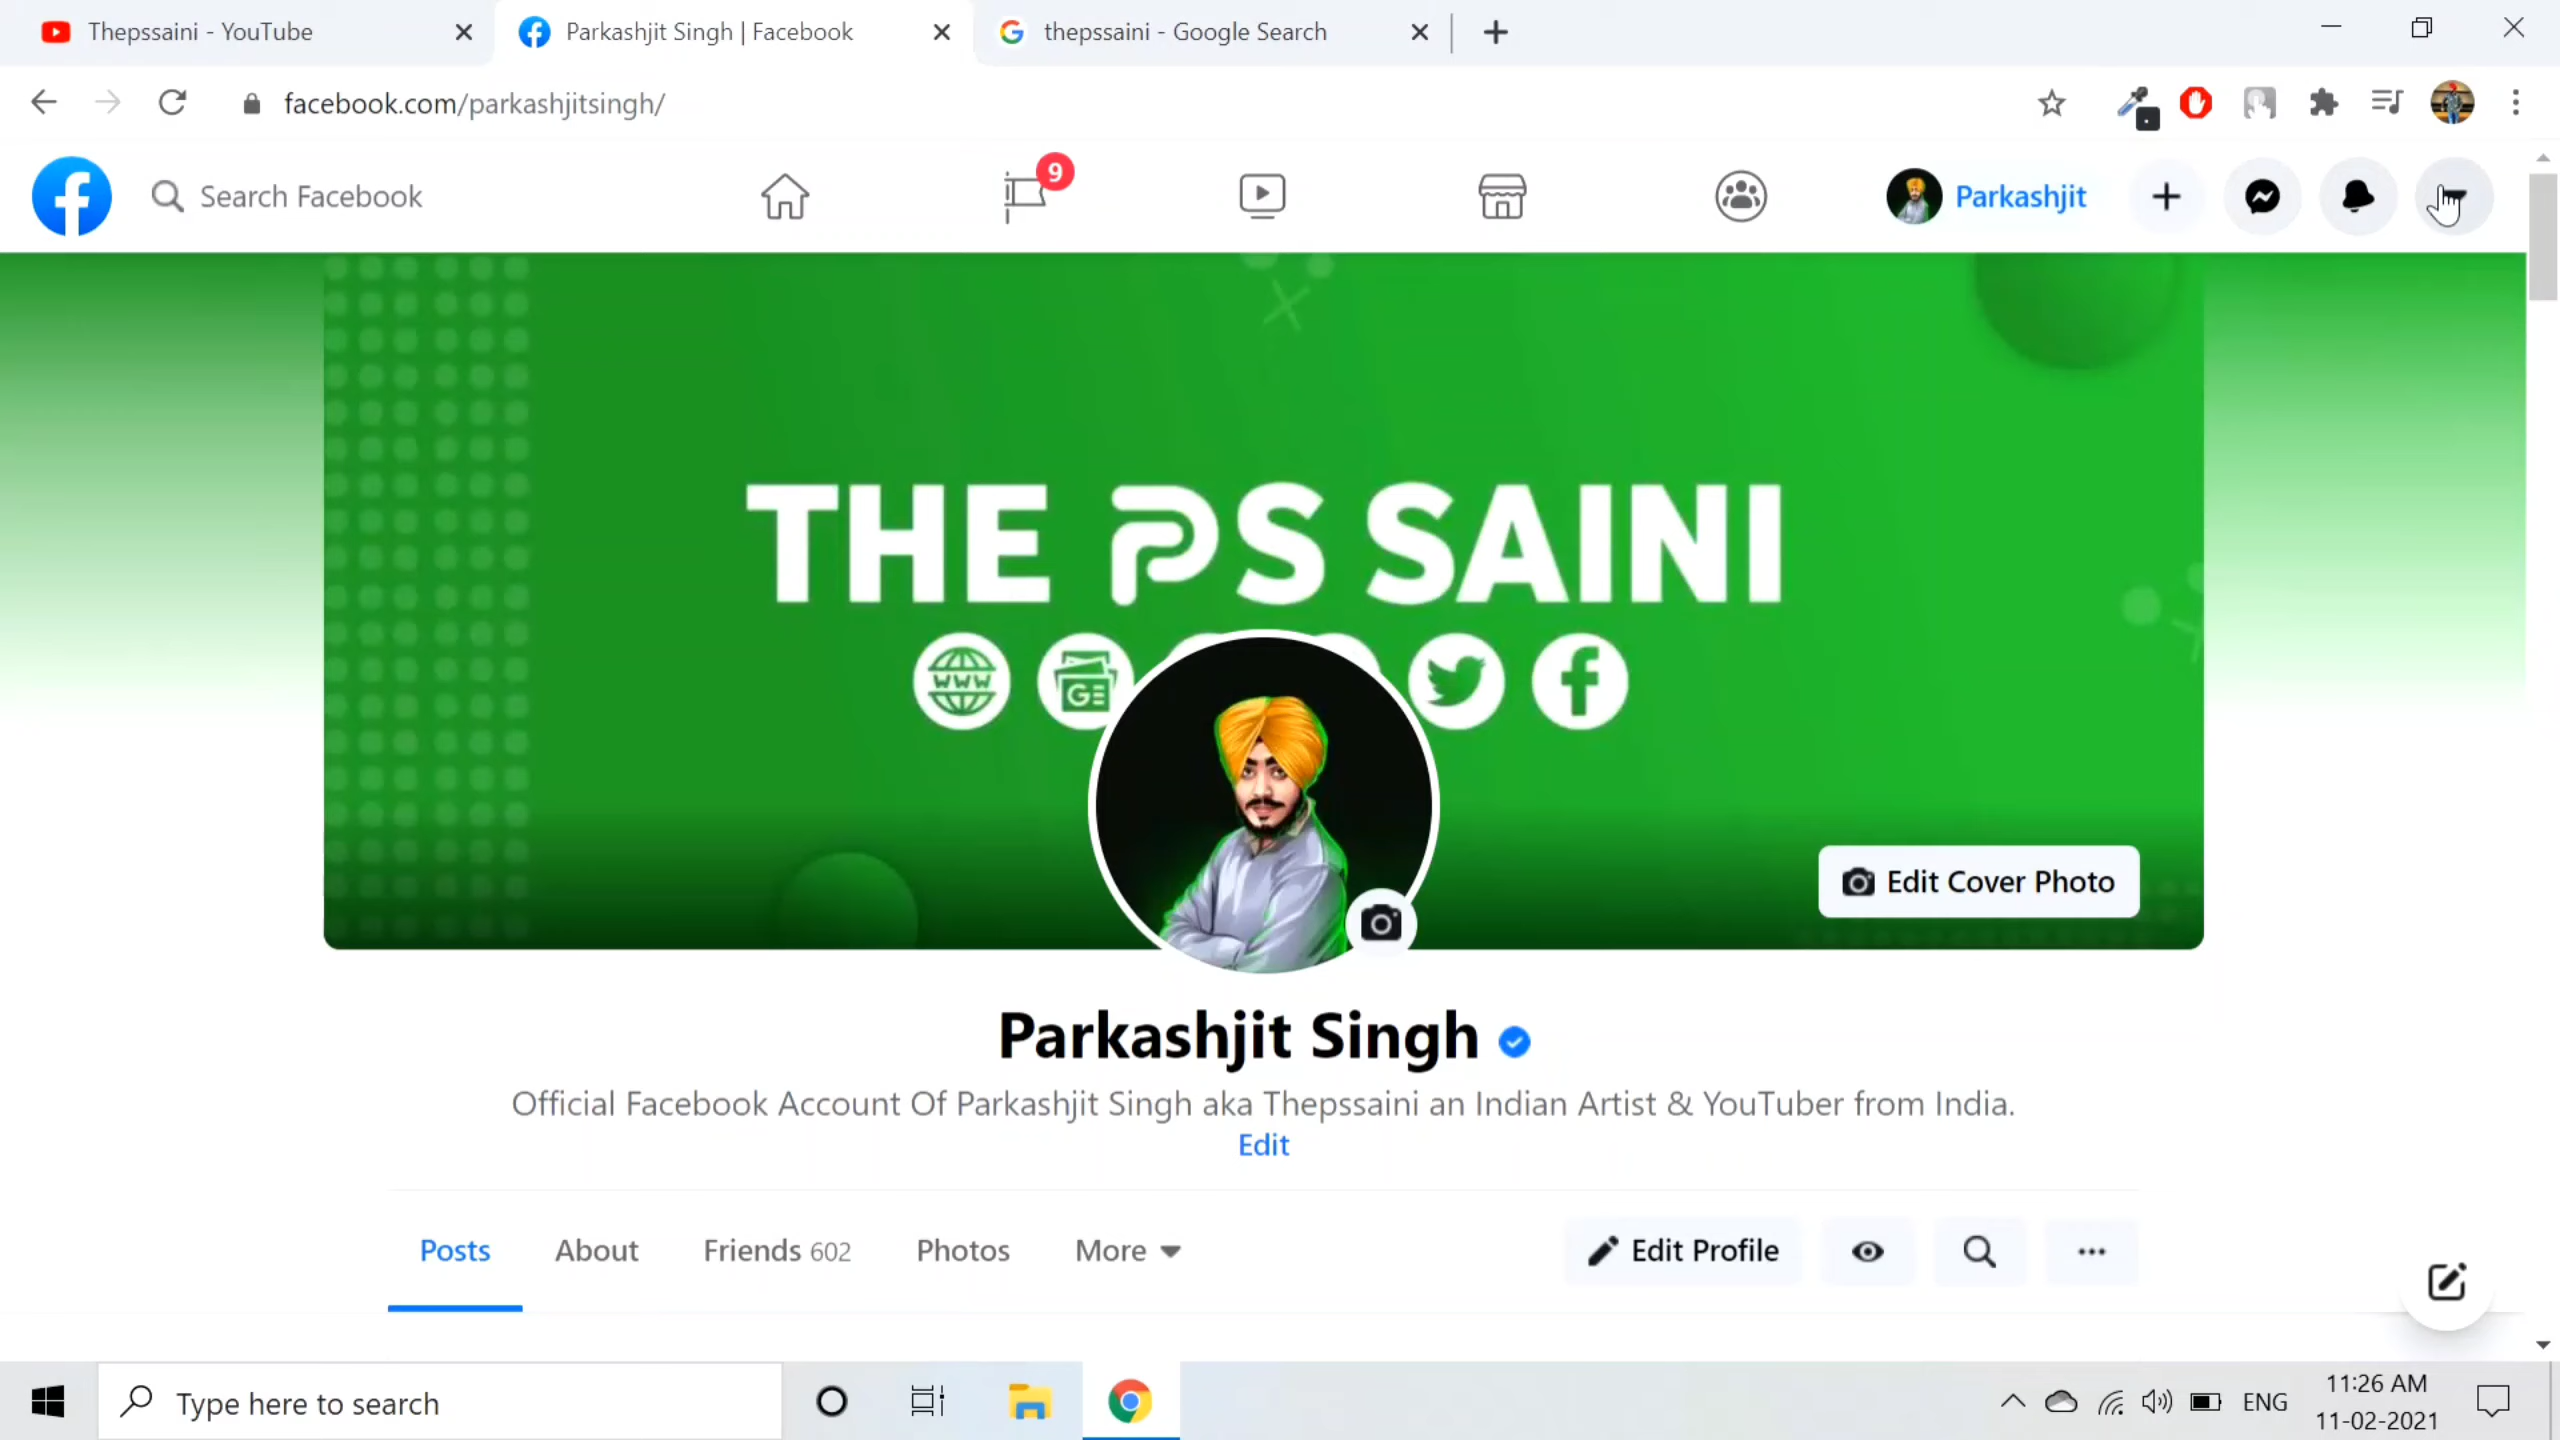 Thepssaini - YouTube
Parkashjit Singh | Facebook
thepssaini - Google Search
facebook.com/parkashjitsingh/
Search Facebook
9
Parkashjit
THE PS SAINI
WWW
GE
Edit Cover Photo
Parkashjit Singh
Official Facebook Account Of Parkashjit Singh aka Thepssaini an Indian Artist & YouTuber from India.
Edit
Posts
About
Friends 602
Photos
More
Edit Profile
Type here to search
ENG
11:26 AM
11-02-2021